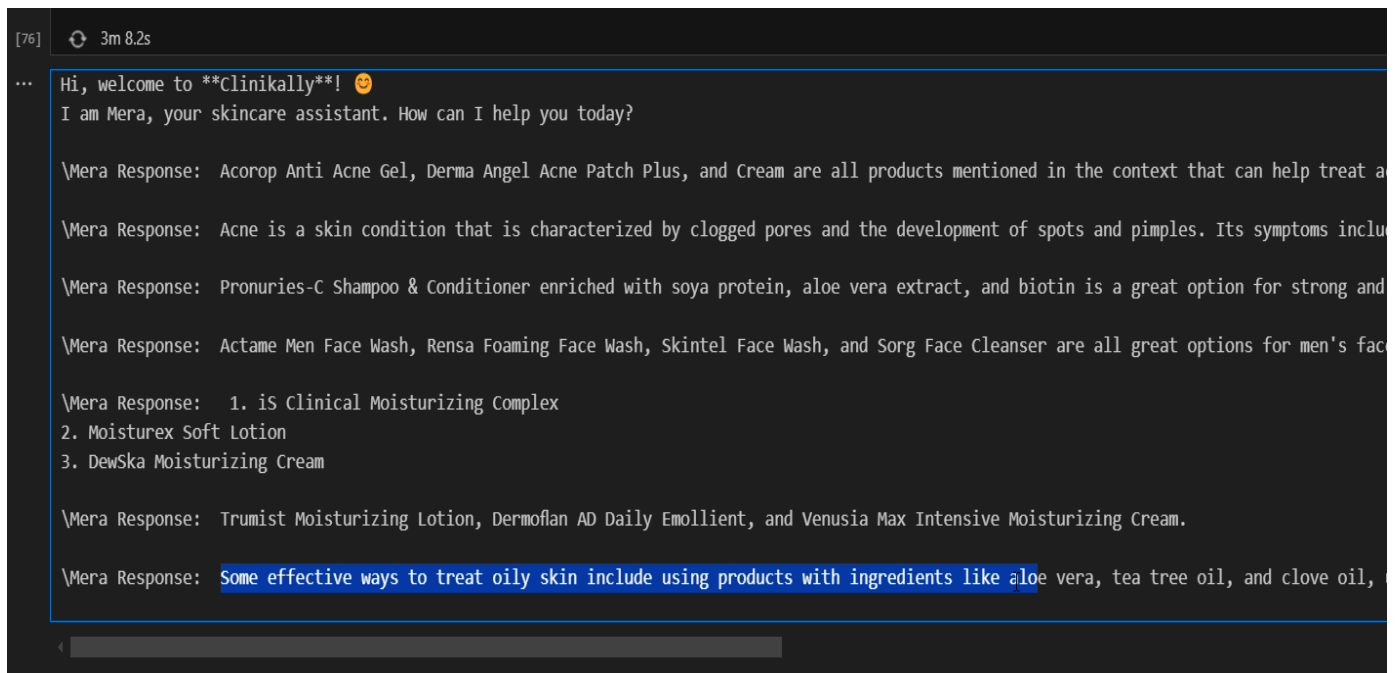 [76] 3m 8.2s
... Hi, welcome to **Clinikally**! 😊
I am Mera, your skincare assistant. How can I help you today?
\Mera Response:  Acorop Anti Acne Gel, Derma Angel Acne Patch Plus, and Cream are all products mentioned in the context that can help treat
\Mera Response:  Acne is a skin condition that is characterized by clogged pores and the development of spots and pimples. Its symptoms
\Mera Response:  Pronuries-C Shampoo & Conditioner enriched with soya protein, aloe vera extract, and biotin is a great option for strong and
\Mera Response:  Actame Men Face Wash, Rensa Foaming Face Wash, Skintel Face Wash, and Sorg Face Cleanser are all great options for men's
\Mera Response:   1. iS Clinical Moisturizing Complex
2. Moisturex Soft Lotion
3. DewSka Moisturizing Cream
\Mera Response:  Trumist Moisturizing Lotion, Dermoflan AD Daily Emollient, and Venusia Max Intensive Moisturizing Cream.
\Mera Response:  Some effective ways to treat oily skin include using products with ingredients like aloe vera, tea tree oil, and clove oil,